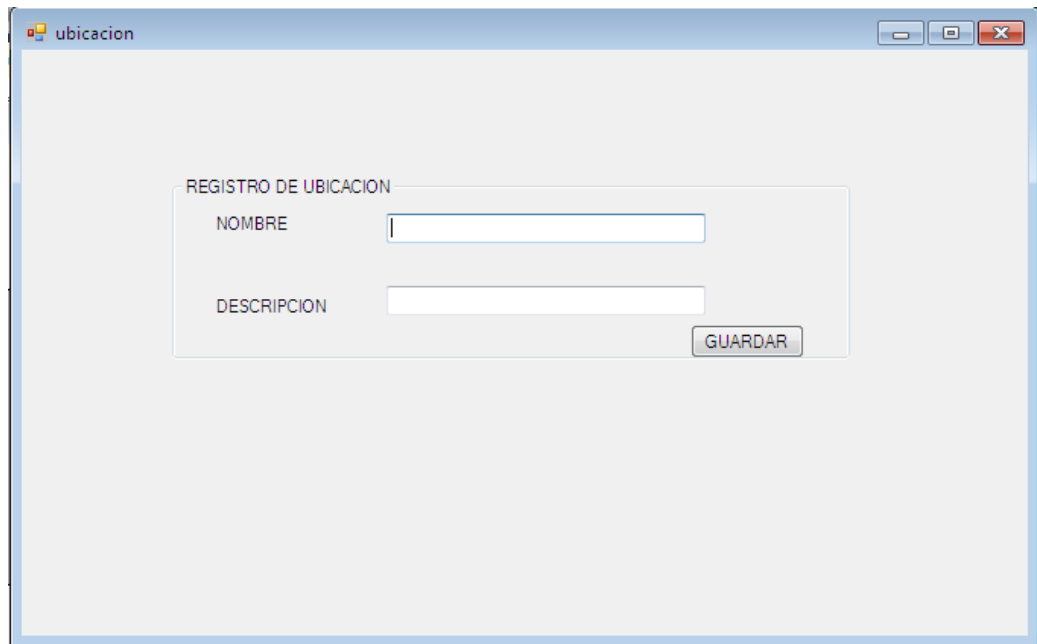 ubicacion
REGISTRO DE UBICACION
NOMBRE
DESCRIPCION
GUARDAR